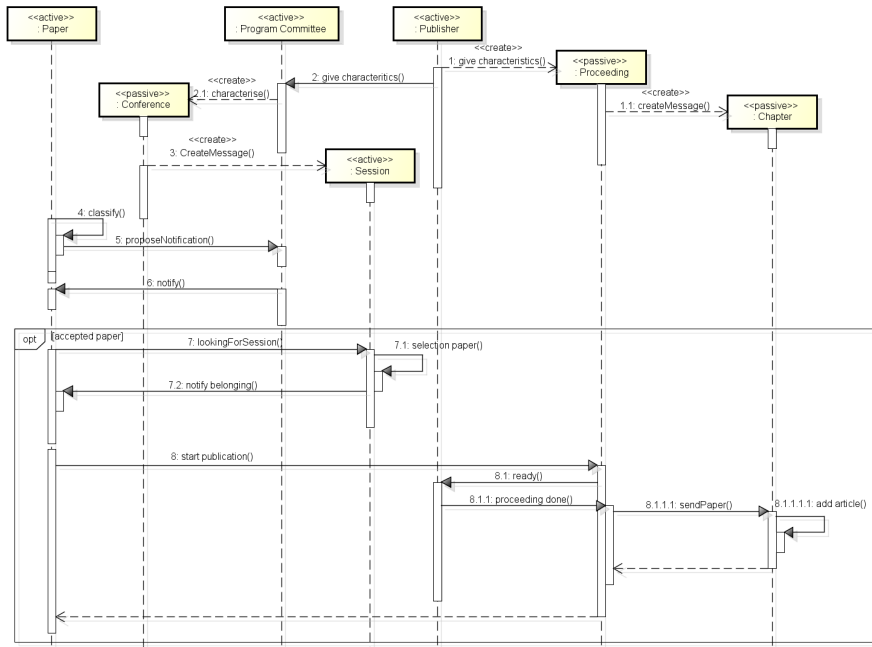 <<active>>
: Paper
<<active>>
: Program Committee
<<active>>
: Publisher
<<create>>
1: give characteristics()
<<passive>>
: Proceeding
<<create>>
2.1: characterise()
2: give characteritics()
<<passive>>
: Conference
<<create>>
1.1: createMessage()
<<passive>>
: Chapter
<<create>>
3: CreateMessage()
<<active>>
: Session
4: classify()
5: proposeNotification()
6: notify()
opt
[accepted paper]
7: lookingForSession()
7.1: selection paper()
7.2: notify belonging()
8: start publication()
8.1: ready()
8.1.1: proceeding done()
8.1.1.1: sendPaper()
8.1.1.1.1: add article()